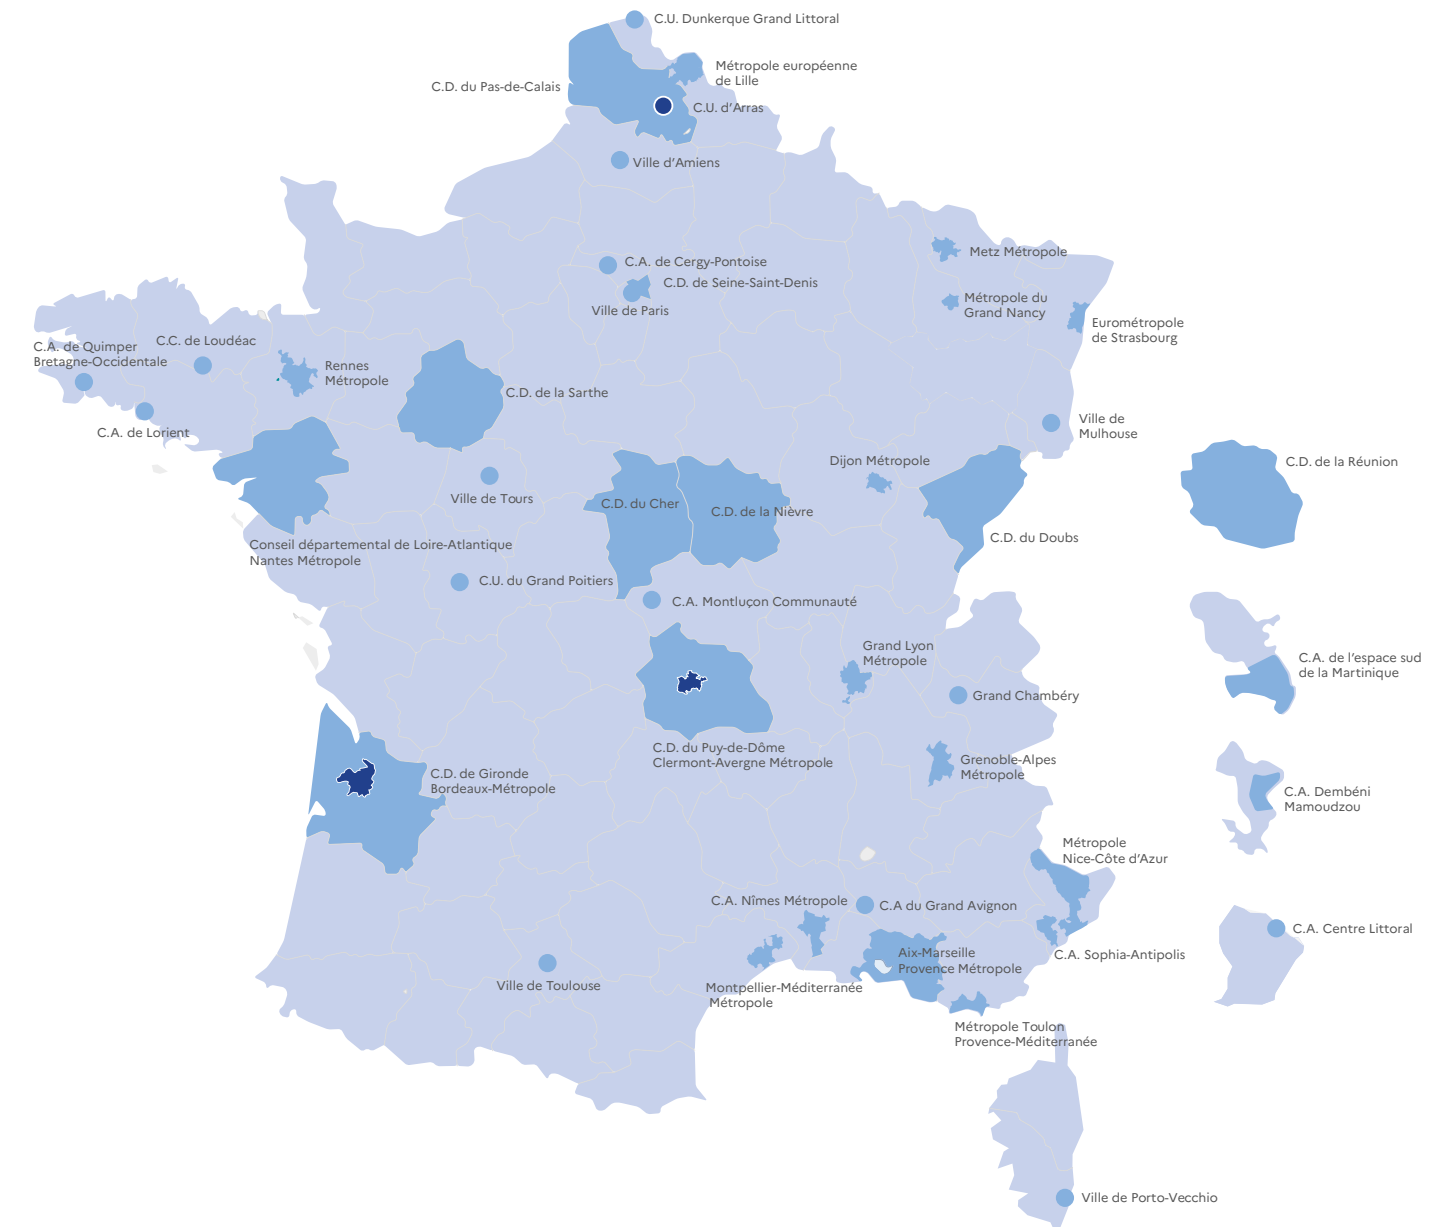 C.U. Dunkerque Grand Littoral
Métropole européenne
de Lille
C.D. du Pas-de-Calais
C.U. d’Arras
Ville d’Amiens
C.A. de Cergy-Pontoise
C.D. de Seine-Saint-Denis
Ville de Paris
Metz Métropole
Métropole du
Grand Nancy
Eurométropole
de Strasbourg
C.A. de Quimper
Bretagne-Occidentale
C.C. de Loudéac
Rennes
Métropole
C.A. de Lorient
C.D. de la Sarthe
Ville de
Mulhouse
Dijon Métropole
Ville de Tours
C.D. du Cher
C.D. de la Nièvre
C.D. du Doubs
C.D. de la Réunion
Conseil départemental de Loire-Atlantique
Nantes Métropole
C.U. du Grand Poitiers
C.A. Montluçon Communauté
Grand Lyon
Métropole
Grand Chambéry
C.A. de l’espace sud
de la Martinique
C.D. du Puy-de-Dôme
Clermont-Avergne Métropole
C.D. de Gironde
Bordeaux-Métropole
Grenoble-Alpes
Métropole
C.A. Dembéni
Mamoudzou
Métropole
Nice-Côte d’Azur
C.A. Nîmes Métropole
C.A du Grand Avignon
C.A. Centre Littoral
Aix-Marseille
Provence Métropole
C.A. Sophia-Antipolis
Ville de Toulouse
Montpellier-Méditerranée
Métropole
Métropole Toulon
Provence-Méditerranée
Ville de Porto-Vecchio